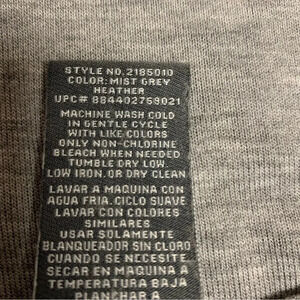 STYLE NO. 218501D
COLOR: MIST GREY
HEATHER
UPC# 884402759021
MACHINE WASH COLD
IN GENTLE CYCLE
WITH LIKE COLORS
ONLY NON-CHLORINE
BLEACH WHEN NEEDED
TUMBLE DRY LOW.
LOW IRON. OR DRY CLEAN.
LAVAR A MAQUINA CON
AGUA FRIA. CICLO SUAVE
LAVAR CON COLORES
SIMILARES.
USAR SOLAMENTE
BLANQUEADOR SIN CLORO
CUANDO SE NECESITE
SECAR EN MAQUINA A
TEMPERATURA BAJA
PLANCHAR A